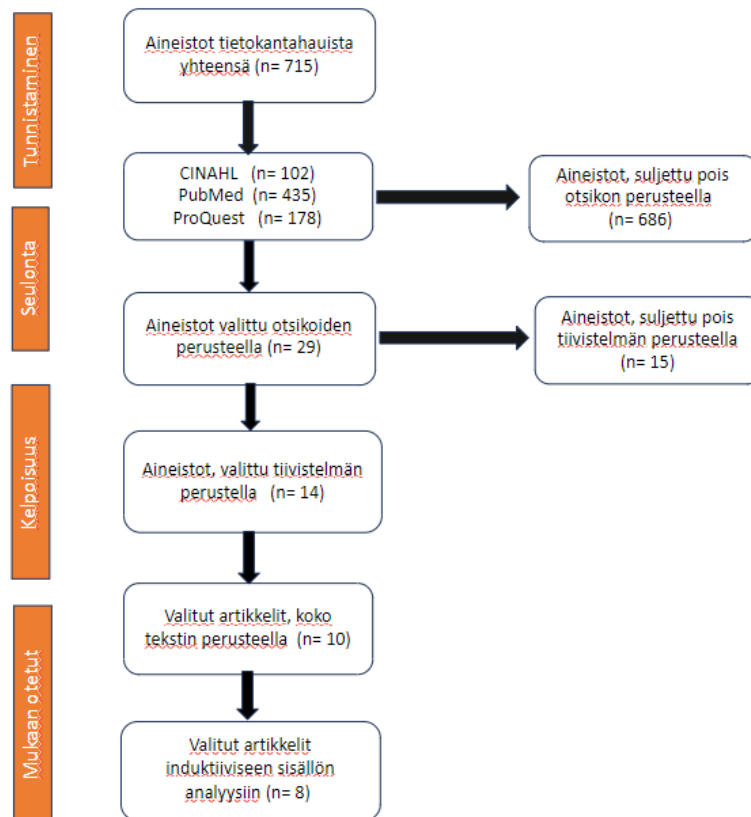 Tunnistaminen
Aineistot tietokantahauista
yhteensä (n= 715)
CINAHL (n= 102)
PubMed (n= 435)
ProQuest (n= 178)
Aineistot, suljettu pois
otsikon perusteella
(n= 686)
Seulonta
Aineistot valittu otsikoiden
perusteella (n= 29)
Aineistot, suljettu pois
tiivistelmän perusteella
(n= 15)
Kelpoisuus
Aineistot, valittu tiivistelmän
perustella (n= 14)
Mukaan otetut
Valitut artikkelit, koko
tekstin perusteella (n= 10)
Valitut artikkelit
induktiiviseen sisällön
analyysiin (n= 8)